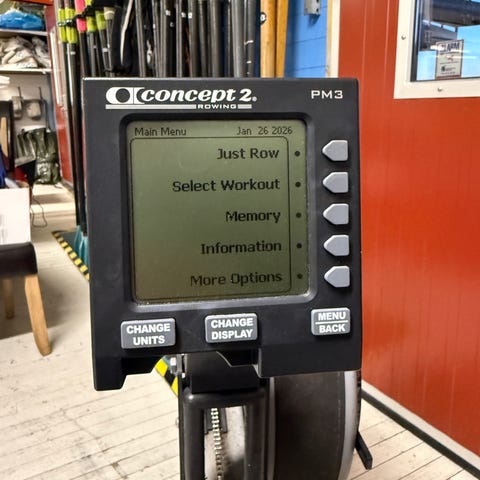 concept 2.
ROWING
PM3
Main Menu Jan 26 2026
Just Row
Select Workout
Memory
Information
More Options
CHANGE UNITS
CHANGE DISPLAY
MENU
BACK